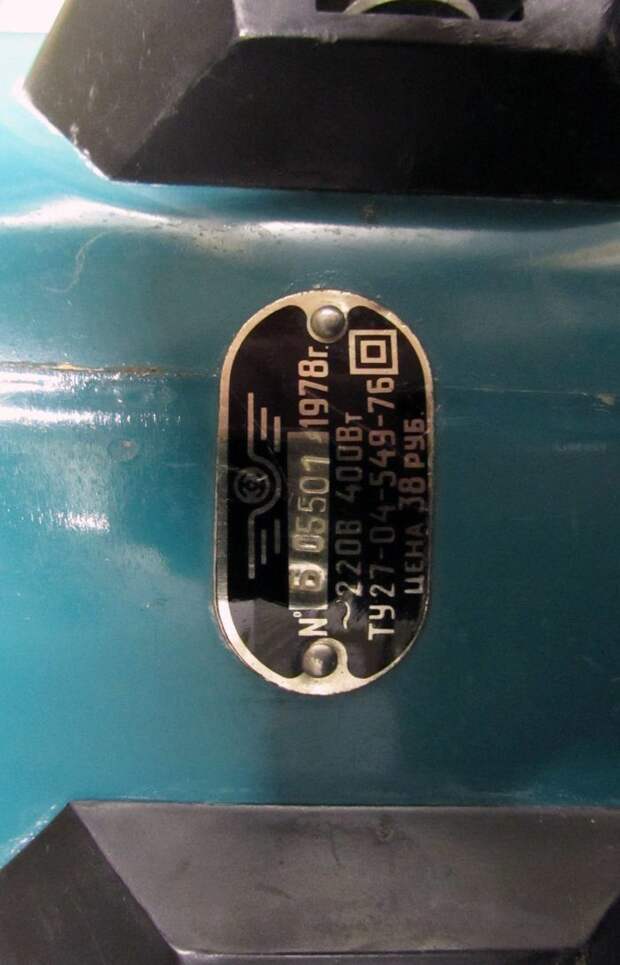 № Б 05501 1978г.
~220В 400Вт
ТУ27-04-549-76
ЦЕНА 38 РУБ.